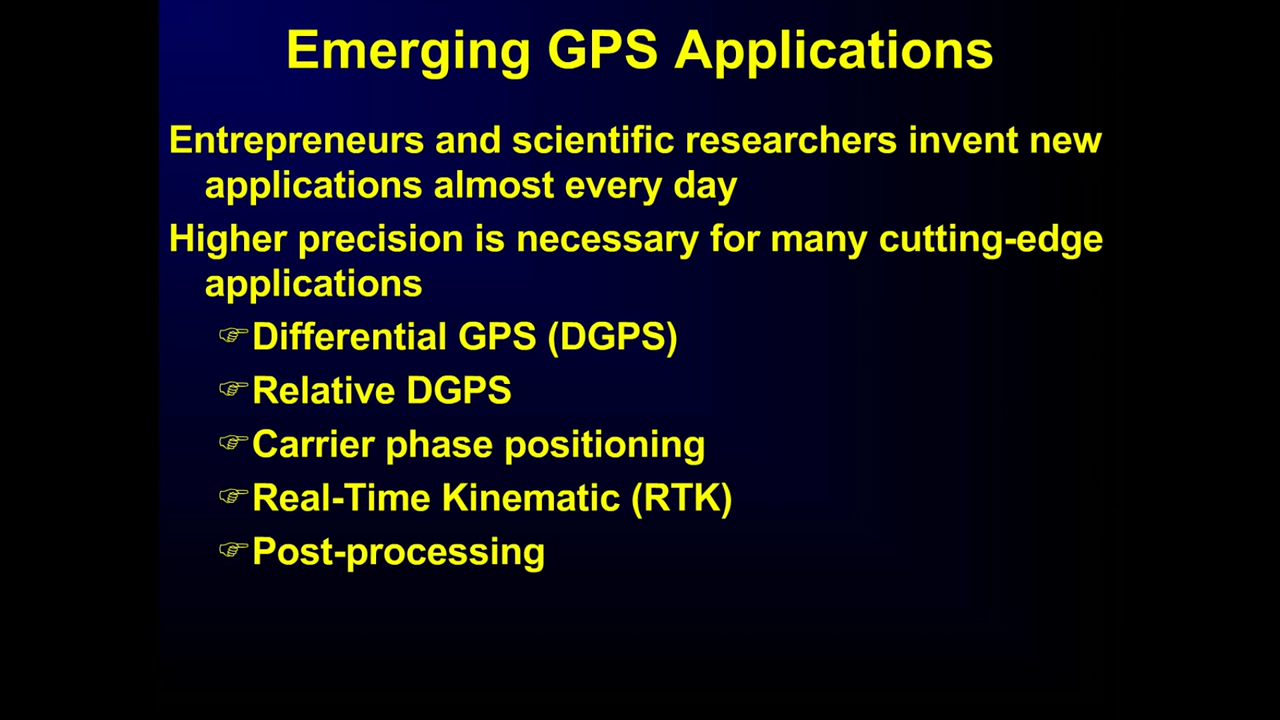 Emerging GPS Applications
Entrepreneurs and scientific researchers invent new
applications almost every day
Higher precision is necessary for many cutting-edge
applications
☞Differential GPS (DGPS)
☞Relative DGPS
☞Carrier phase positioning
☞Real-Time Kinematic (RTK)
☞Post-processing